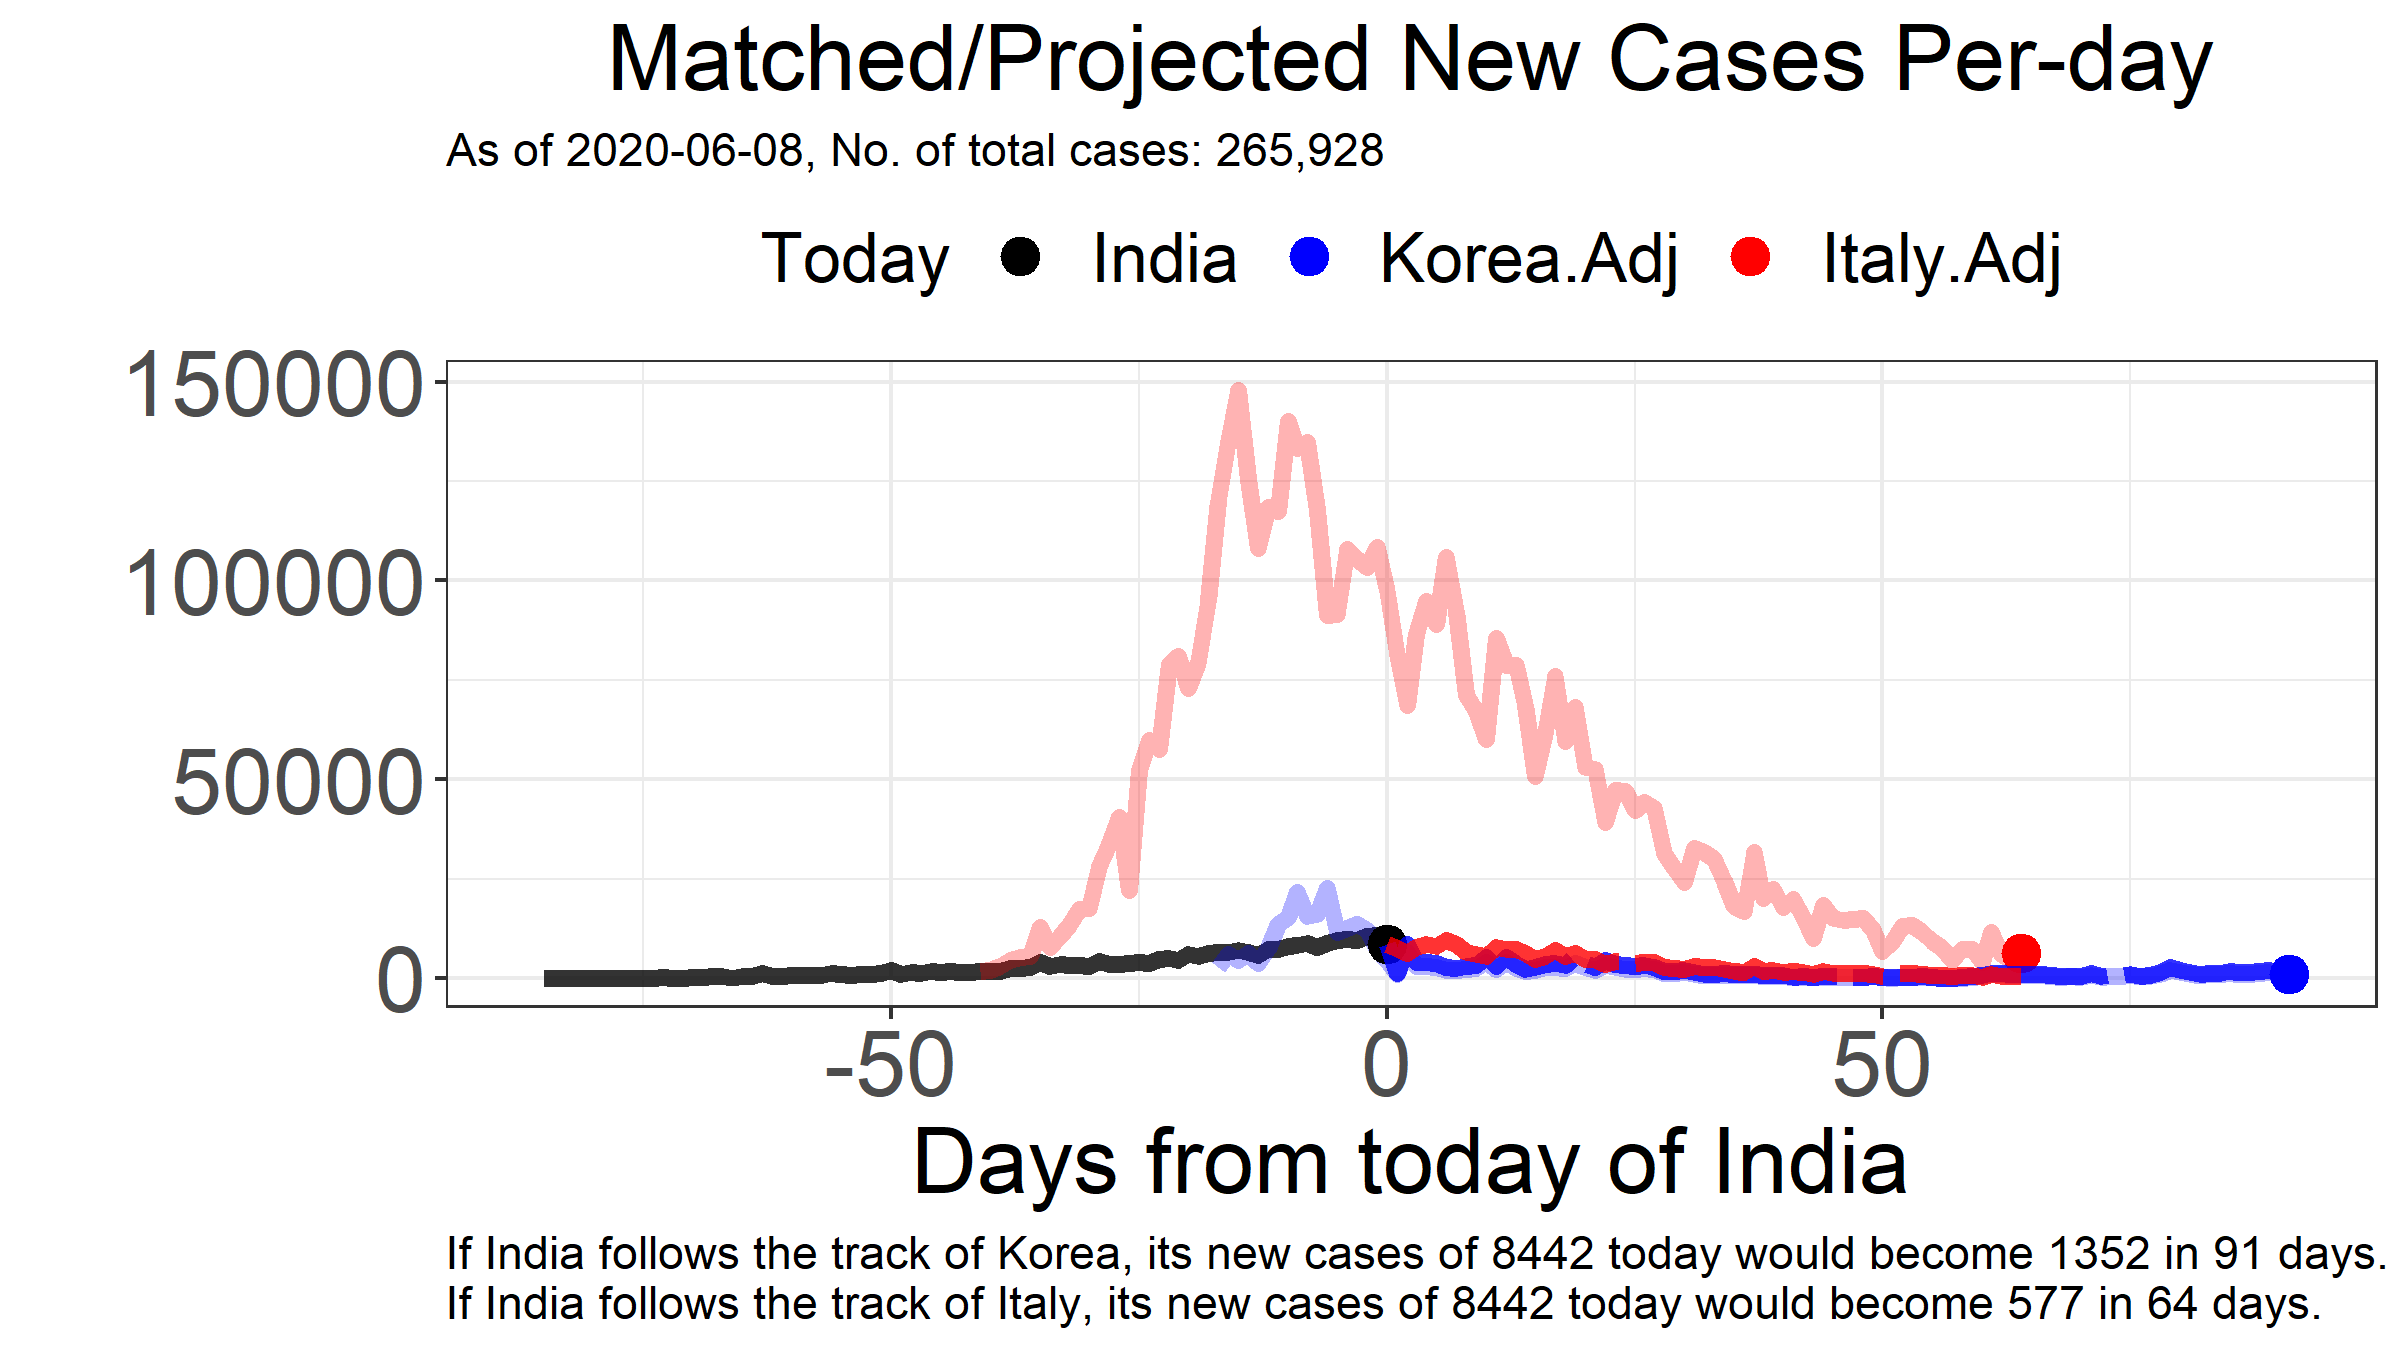 Matched/Projected New Cases Per-day
As of 2020-06-08, No. of total cases: 265,928
Today India Korea.Adj Italy.Adj
150000
100000
50000
0
-50 0 50
Days from today of India
If India follows the track of Korea, its new cases of 8442 today would become 1352 in 91 days.
If India follows the track of Italy, its new cases of 8442 today would become 577 in 64 days.